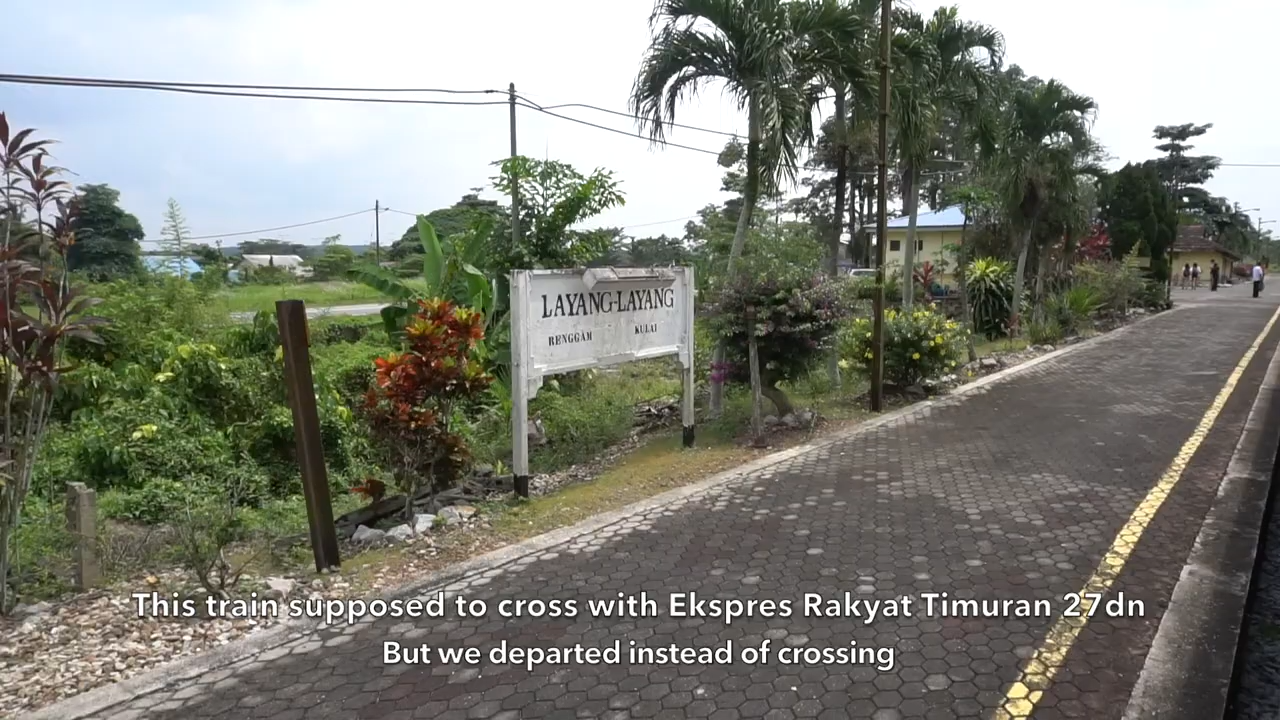 LAYANG-LAYANG
RENGGAM KULAI
This train supposed to cross with Ekspres Rakyat Timuran 27dn
But we departed instead of crossing